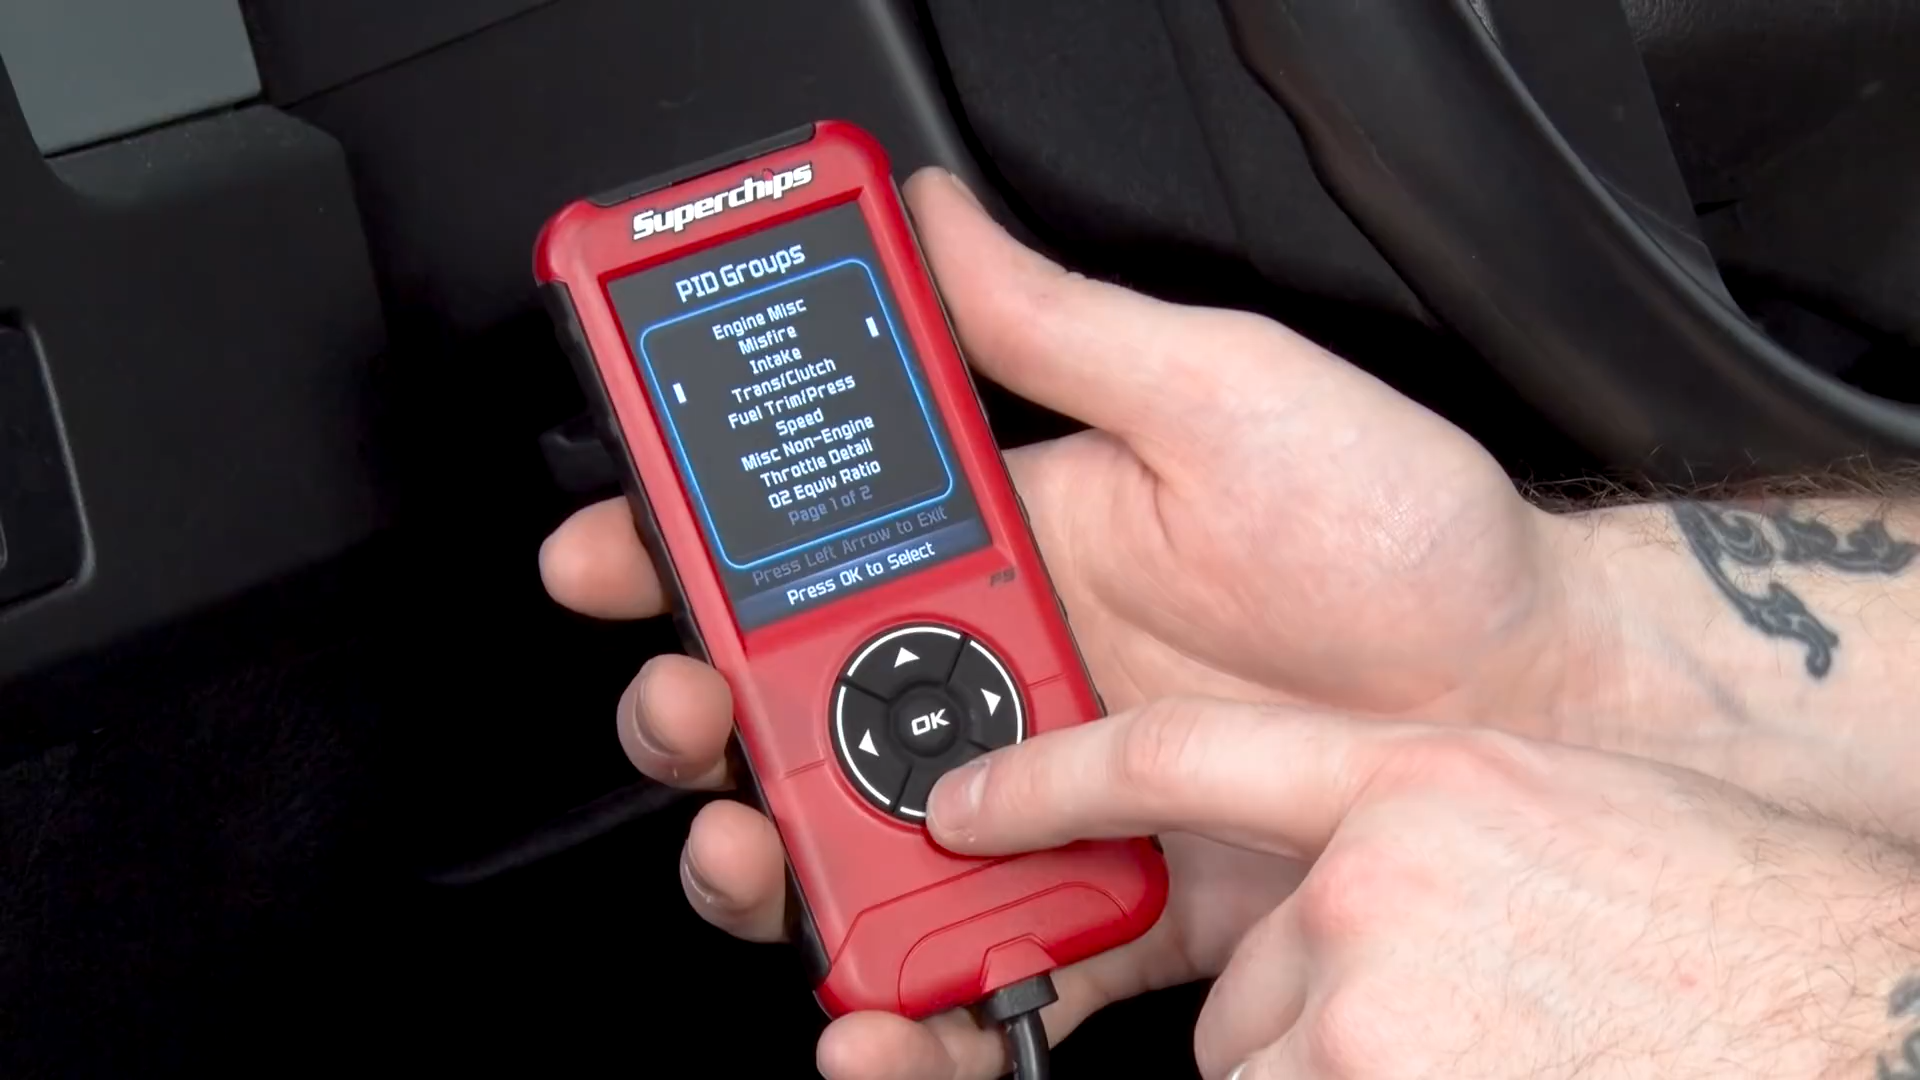 Superchips
PID Groups
Engine Misc
Misfire
Intake
Trans/Clutch
Fuel Trim/Press
Speed
Misc Non-Engine
Throttle Detail
O2 Equiv Ratio
Page 1 of 2
Press Left Arrow to Exit
Press OK to Select
F5
OK